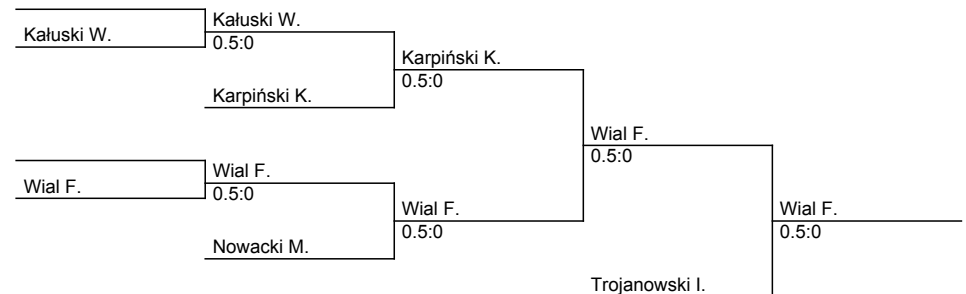 Kałuski W.
Kałuski W.
0.5:0
Karpiński K.
Karpiński K.
0.5:0
Wial F.
0.5:0
Wial F.
Wial F.
0.5:0
Nowacki M.
Wial F.
0.5:0
Trojanowski I.
Wial F.
0.5:0